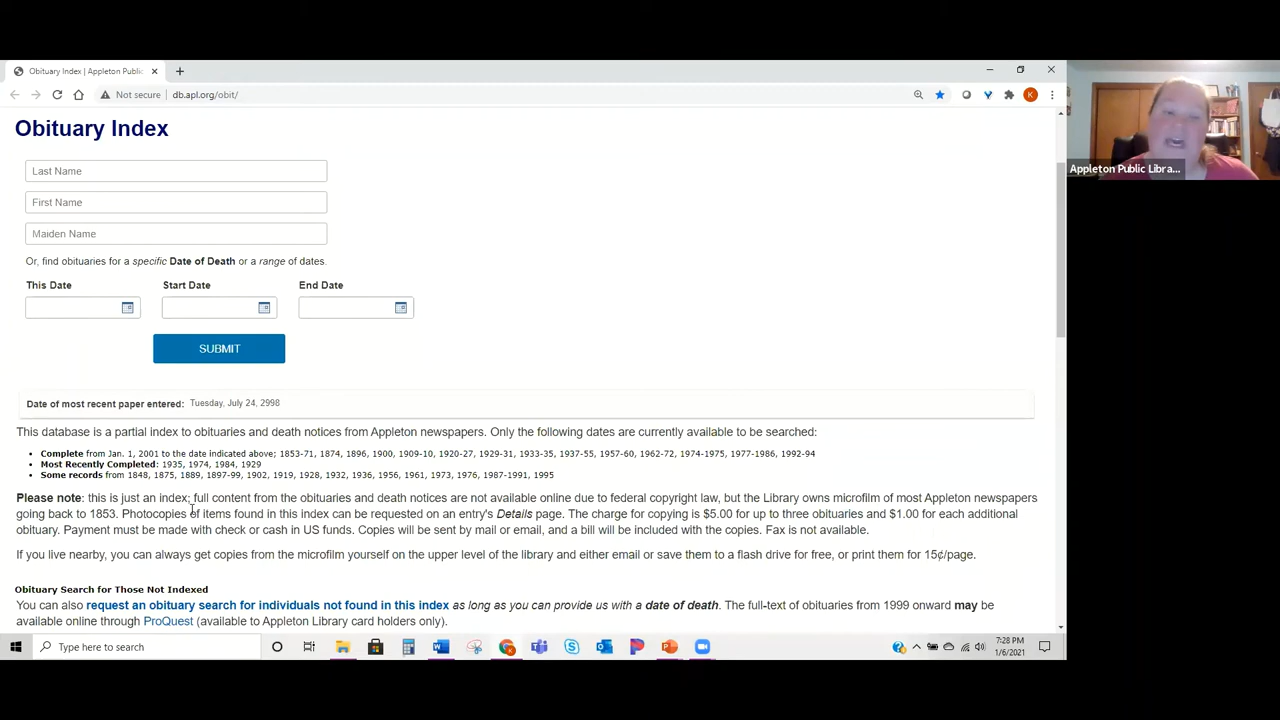 Obituary Index | Appleton Public
Not secure
db.apl.org/obit/
K
Obituary Index
Last Name
First Name
Maiden Name
Or, find obituaries for a specific Date of Death or a range of dates.
This Date Start Date End Date
SUBMIT
Date of most recent paper entered: Tuesday, July 24, 2998
This database is a partial index to obituaries and death notices from Appleton newspapers. Only the following dates are currently available to be searched:
Complete from Jan. 1, 2001 to the date indicated above; 1853-71, 1874, 1896, 1900, 1909-10, 1920-27, 1929-31, 1933-35, 1937-55, 1957-60, 1962-72, 1974-1975, 1977-1986, 1992-94
Most Recently Completed: 1935, 1974, 1984, 1929
Some records from 1848, 1875, 1889, 1897-99, 1902, 1919, 1928, 1932, 1936, 1956, 1961, 1973, 1976, 1987-1991, 1995
Please note: this is just an index; full content from the obituaries and death notices are not available online due to federal copyright law, but the Library owns microfilm of most Appleton newspapers
going back to 1853. Photocopies of items found in this index can be requested on an entry's Details page. The charge for copying is $5.00 for up to three obituaries and $1.00 for each additional
obituary. Payment must be made with check or cash in US funds. Copies will be sent by mail or email, and a bill will be included with the copies. Fax is not available.
If you live nearby, you can always get copies from the microfilm yourself on the upper level of the library and either email or save them to a flash drive for free, or print them for 15¢/page.
Obituary Search for Those Not Indexed
You can also request an obituary search for individuals not found in this index as long as you can provide us with a date of death. The full-text of obituaries from 1999 onward may be
available online through ProQuest (available to Appleton Library card holders only).
Appleton Public Libra...
Type here to search
7:28 PM
1/6/2021